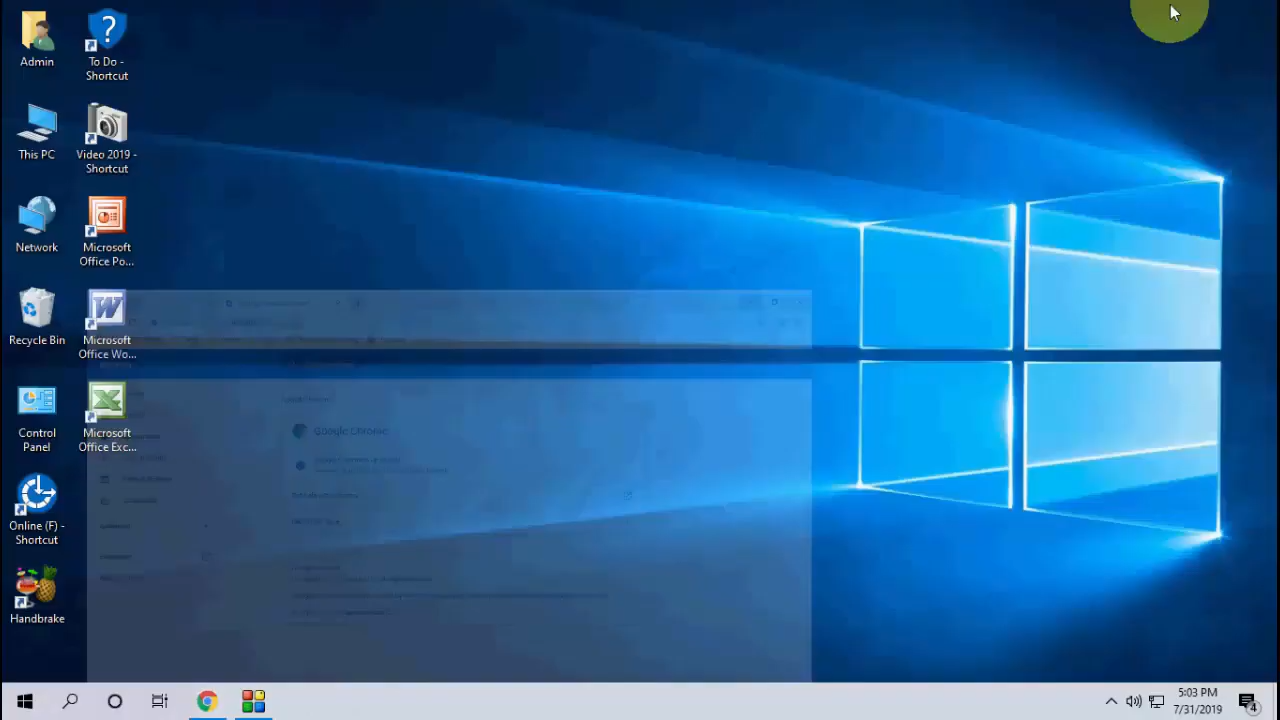 Admin
To Do -
Shortcut
This PC
Video 2019 -
Shortcut
Network
Microsoft
Office Po...
Recycle Bin
Microsoft
Office Wo...
Control
Panel
Microsoft
Office Exc...
Online (F) -
Shortcut
Handbrake
Google Chrome
5:03 PM
7/31/2019
4